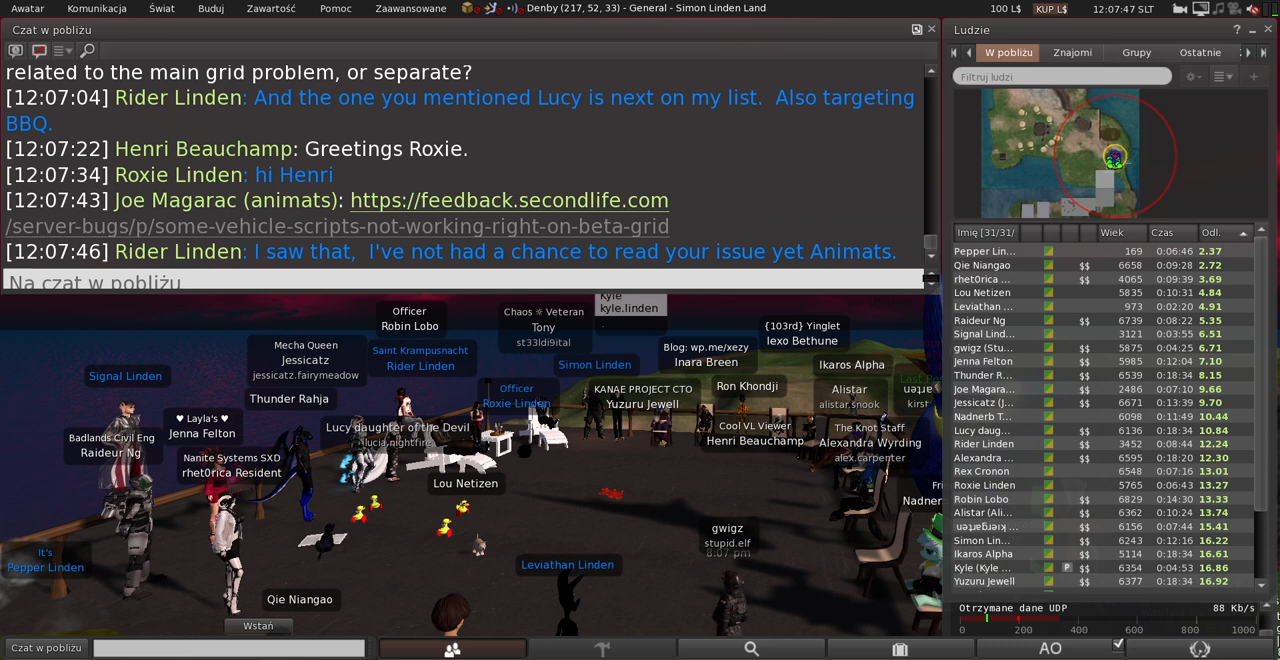 Awatar Komunikacja Świat Buduj Zawartość Pomoc Zaawansowane Denby (217, 52, 33) - General - Simon Linden Land 100 L$ KUP L$ 12:07:47 SLT
Czat w pobliżu
related to the main grid problem, or separate?
[12:07:04] Rider Linden: And the one you mentioned Lucy is next on my list. Also targeting
BBQ.
[12:07:22] Henri Beauchamp: Greetings Roxie.
[12:07:34] Roxie Linden: hi Henri
[12:07:43] Joe Magarac (animats): https://feedback.secondlife.com
/server-bugs/p/some-vehicle-scripts-not-working-right-on-beta-grid
[12:07:46] Rider Linden: I saw that, I've not had a chance to read your issue yet Animats.
Na czat w pobliżu
Kyle
kyle.linden
Officer
Robin Lobo
Chaos ☼ Veteran
Tony
st33ldi9ital
{103rd} Yinglet
Iexo Bethune
Mecha Queen
Jessicatz
jessicatz.fairymeadow
Saint Krampusnacht
Rider Linden
Simon Linden
Blog: wp.me/xezy
Inara Breen
Ikaros Alpha
Signal Linden
Thunder Rahja
Officer
Roxie Linden
KANAE PROJECT CTO
Yuzuru Jewell
Ron Khondji
Alistar
alistar.snook
kirst
♥ Layla's ♥
Jenna Felton
Badlands Civil Eng
Raideur Ng
Lucy daughter of the Devil
lucia.nightfire
Cool VL Viewer
Henri Beauchamp
The Knot Staff
Alexandra Wyrding
alex.carpenter
Nanite Systems SXD
rhet0rica Resident
Lou Netizen
Fri
Nadner
gwigz
stupid.elf
8:07 pm
It's
Pepper Linden
Leviathan Linden
Qie Niangao
Wstań
Czat w pobliżu
AO
Ludzie
? _ ×
W pobliżu Znajomi Grupy Ostatnie
Filtruj ludzi
Imię [31/31/ Wiek Czas Odl.
Pepper Lin... 169 0:06:46 2.37
Qie Niangao $$ 6658 0:09:28 2.72
rhet0rica ... $$ 4065 0:09:39 3.69
Lou Netizen 5835 0:10:31 4.84
Leviathan ... 973 0:02:20 4.91
Raideur Ng $$ 6739 0:08:22 5.35
Signal Lind... 3121 0:03:55 6.51
gwigz (Stu... $$ 5875 0:04:25 6.71
Jenna Felton $$ 5985 0:12:04 7.10
Thunder R... $$ 6539 0:18:34 8.15
Joe Magara... $$ 2486 0:07:10 9.66
Jessicatz (J... $$ 6671 0:13:39 9.70
Nadnerb T... 6098 0:11:49 10.44
Lucy daug... $$ 6136 0:18:34 10.84
Rider Linden $$ 3452 0:08:44 12.24
Alexandra ... $$ 6595 0:18:20 12.30
Rex Cronon 6548 0:07:16 13.01
Roxie Linden 5765 0:06:43 13.27
Robin Lobo $$ 6829 0:14:30 13.33
Alistar (Ali... $$ 6362 0:10:24 13.74
$$ 6156 0:07:44 15.41
Simon Lin... $$ 6243 0:12:16 16.22
Ikaros Alpha $$ 5114 0:18:34 16.61
Kyle (Kyle ... P $$ 6354 0:04:53 16.86
Yuzuru Jewell $$ 6377 0:18:34 16.92
Otrzymane dane UDP 88 Kb/s
0 200 400 600 800 1000